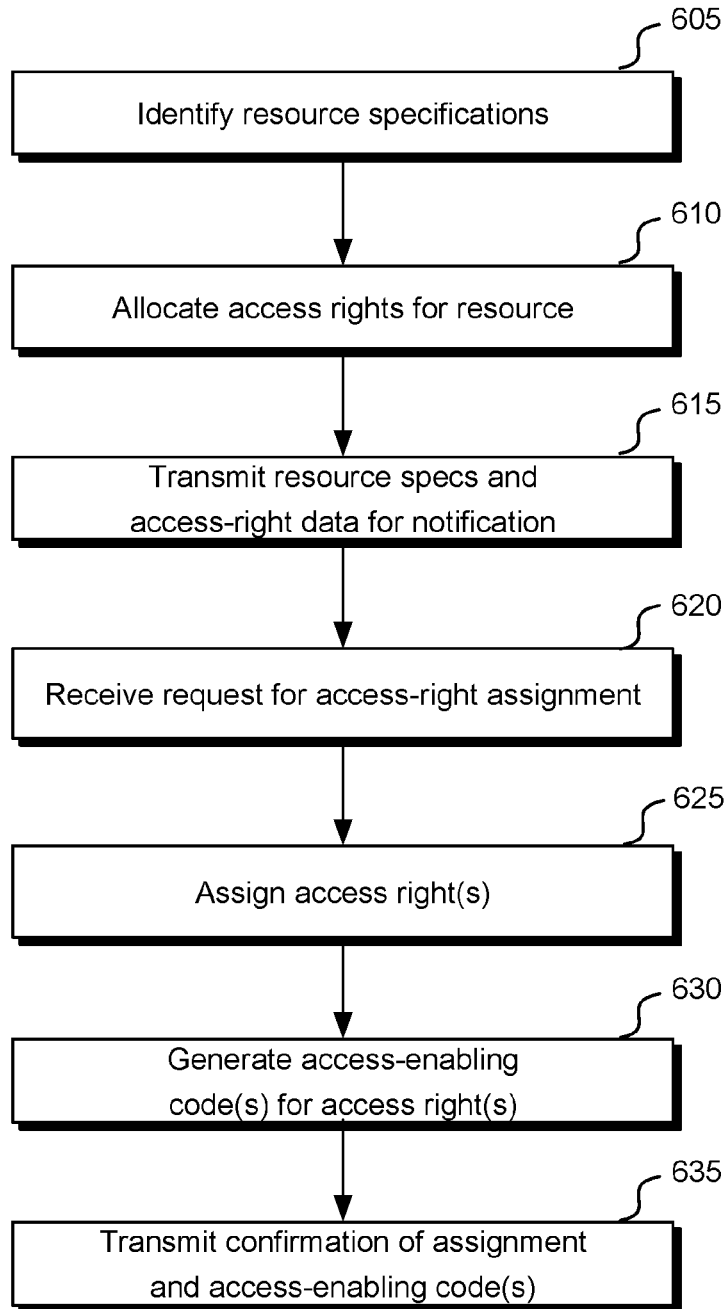 605
Identify resource specifications
610
Allocate access rights for resource
615
Transmit resource specs and
access-right data for notification
620
Receive request for access-right assignment
625
Assign access right(s)
630
Generate access-enabling
code(s) for access right(s)
635
Transmit confirmation of assignment
and access-enabling code(s)